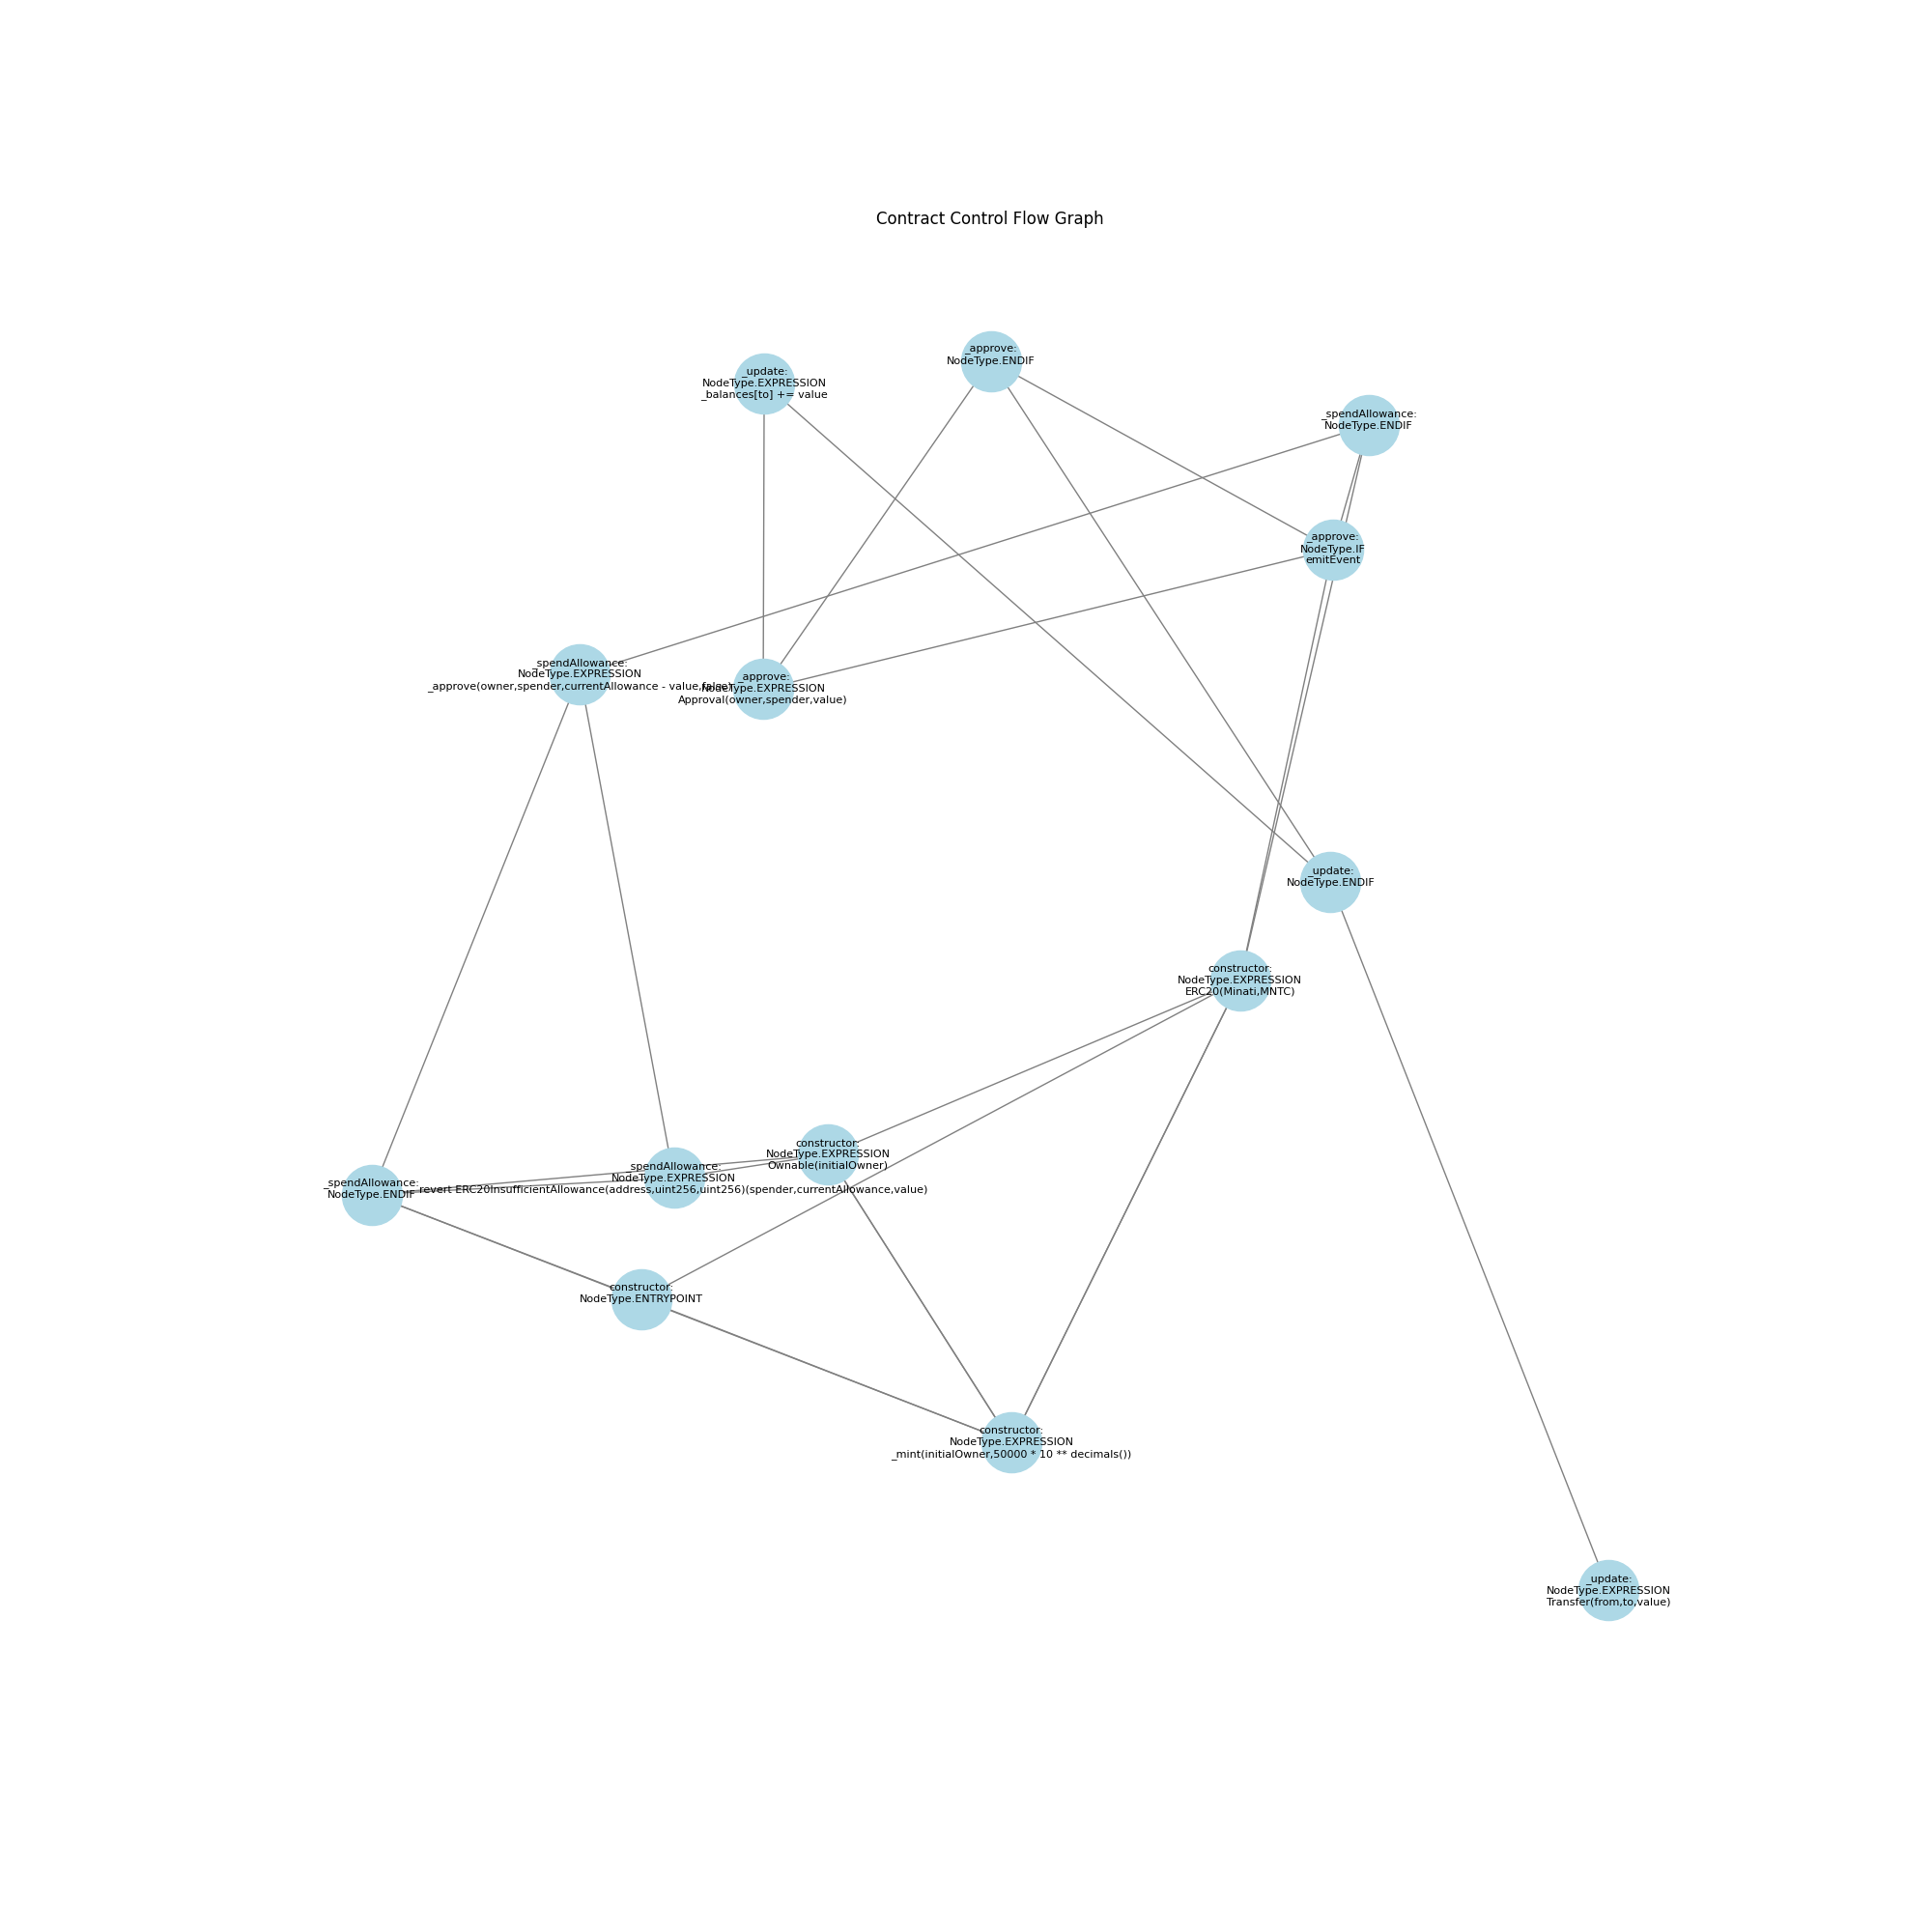 Contract Control Flow Graph
_approve:
NodeType.ENDIF
_update:
NodeType.EXPRESSION
_balances[to] += value
_spendAllowance:
NodeType.ENDIF
_approve:
NodeType.IF
emitEvent
_spendAllowance:
NodeType.EXPRESSION
_approve(owner,spender,currentAllowance - value,false)
_approve:
NodeType.EXPRESSION
Approval(owner,spender,value)
_update:
NodeType.ENDIF
constructor:
NodeType.EXPRESSION
ERC20(Minati,MNTC)
constructor:
NodeType.EXPRESSION
Ownable(initialOwner)
_spendAllowance:
NodeType.EXPRESSION
revert ERC20InsufficientAllowance(address,uint256,uint256)(spender,currentAllowance,value)
_spendAllowance:
NodeType.ENDIF
constructor:
NodeType.ENTRYPOINT
constructor:
NodeType.EXPRESSION
_mint(initialOwner,50000 * 10 ** decimals())
_update:
NodeType.EXPRESSION
Transfer(from,to,value)